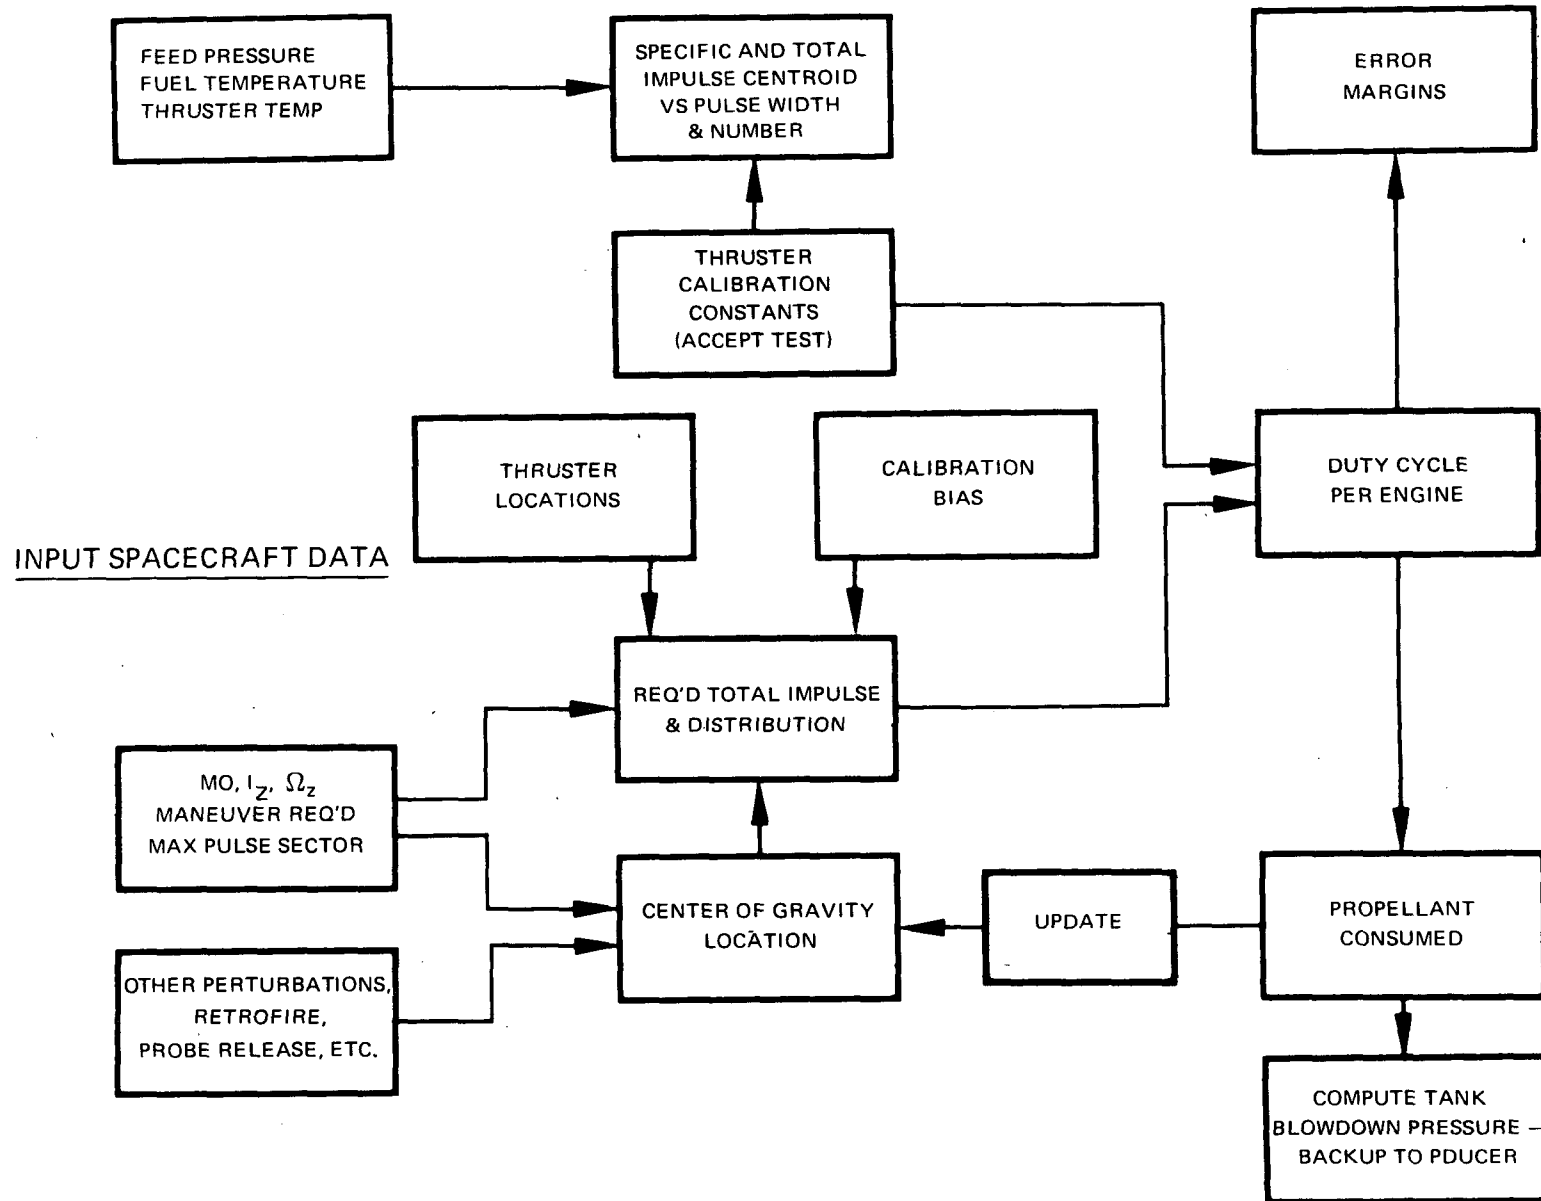 FEED PRESSURE
FUEL TEMPERATURE
THRUSTER TEMP
SPECIFIC AND TOTAL
IMPULSE CENTROID
VS PULSE WIDTH
& NUMBER
ERROR
MARGINS
THRUSTER
CALIBRATION
CONSTANTS
(ACCEPT TEST)
THRUSTER
LOCATIONS
CALIBRATION
BIAS
DUTY CYCLE
PER ENGINE
INPUT SPACECRAFT DATA
REQ'D TOTAL IMPULSE
& DISTRIBUTION
MO, I_Z, Ω_z
MANEUVER REQ'D
MAX PULSE SECTOR
CENTER OF GRAVITY
LOCATION
UPDATE
PROPELLANT
CONSUMED
OTHER PERTURBATIONS,
RETROFIRE,
PROBE RELEASE, ETC.
COMPUTE TANK
BLOWDOWN PRESSURE –
BACKUP TO PDUCER